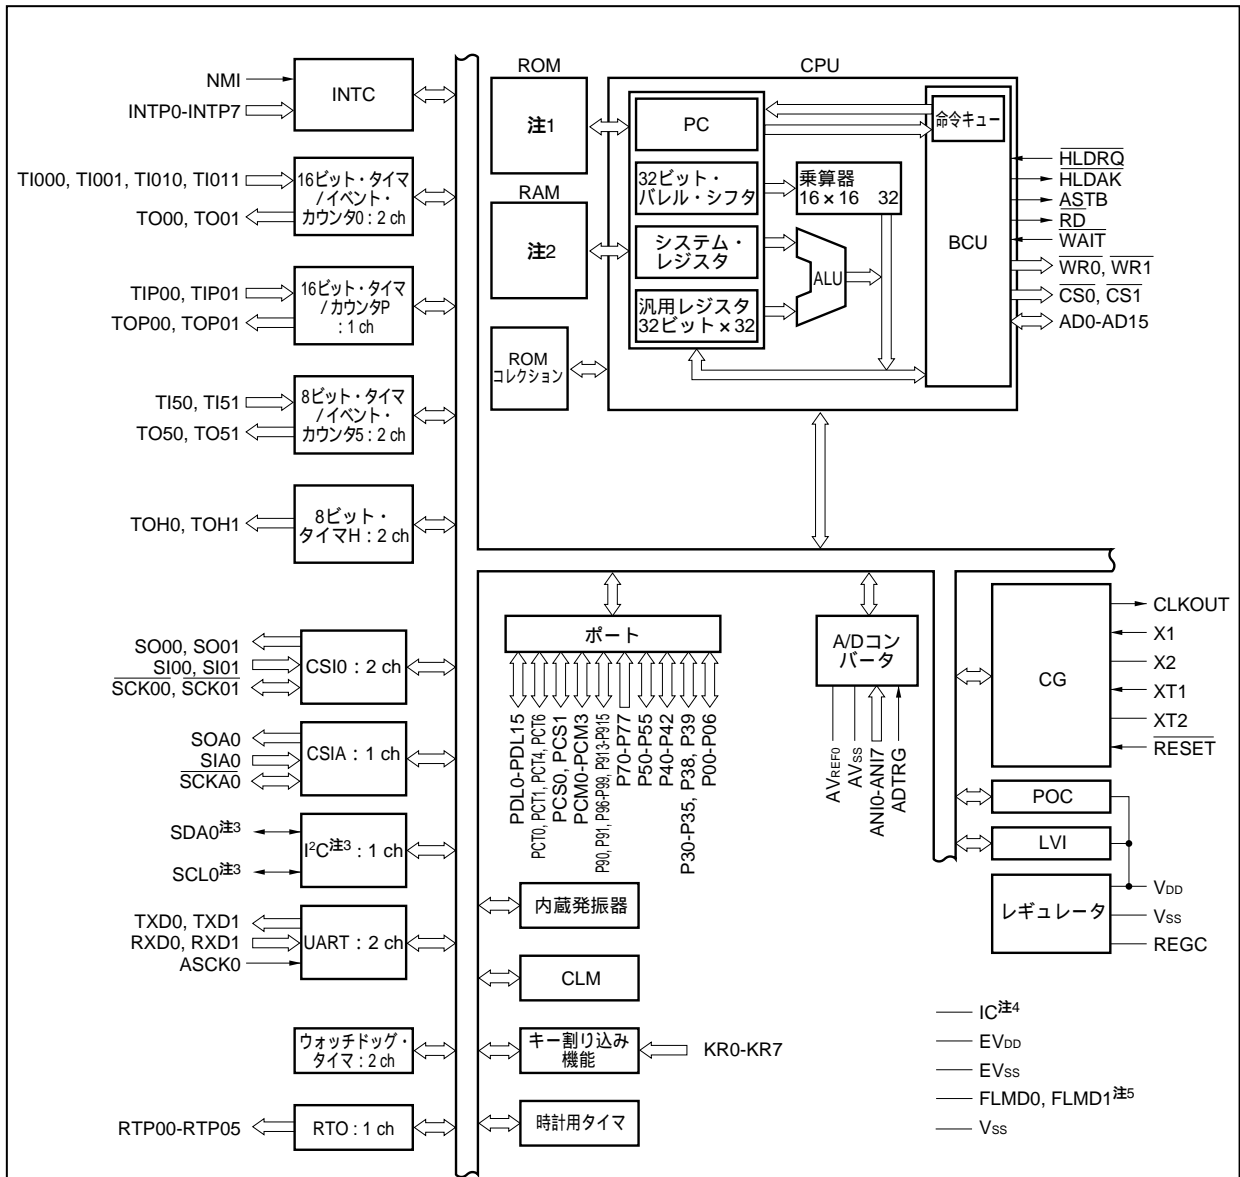 NMI
INTP0-INTP7
INTC
TI000, TI001, TI010, TI011
TO00, TO01
16ビット・タイマ
/イベント・
カウンタ0：2 ch
TIP00, TIP01
TOP00, TOP01
16ビット・タイマ
/カウンタP
：1 ch
TI50, TI51
TO50, TO51
8ビット・タイマ
/イベント・
カウンタ5：2 ch
TOH0, TOH1
8ビット・
タイマH：2 ch
SO00, SO01
SI00, SI01
SCK00, SCK01
CSI0：2 ch
SOA0
SIA0
SCKA0
CSIA：1 ch
SDA0注3
SCL0注3
I²C注3：1 ch
TXD0, TXD1
RXD0, RXD1
ASCK0
UART：2 ch
ウォッチドッグ・
タイマ：2 ch
RTP00-RTP05
RTO：1 ch
ROM
注1
RAM
注2
ROM
コレクション
CPU
PC
32ビット・
バレル・シフタ
システム・
レジスタ
汎用レジスタ
32ビット×32
乗算器
16×16 32
ALU
命令キュー
BCU
HLDRQ
HLDAK
ASTB
RD
WAIT
WR0, WR1
CS0, CS1
AD0-AD15
ポート
PDL0-PDL15
PCT0, PCT1, PCT4, PCT6
PCS0, PCS1
PCM0-PCM3
P90, P91, P96-P99, P913-P915
P70-P77
P50-P55
P40-P42
P30-P35, P38, P39
P00-P06
A/Dコン
バータ
AVREF0
AVSS
ANI0-ANI7
ADTRG
CG
CLKOUT
X1
X2
XT1
XT2
RESET
POC
LVI
レギュレータ
VDD
VSS
REGC
内蔵発振器
CLM
キー割り込み
機能
KR0-KR7
時計用タイマ
IC注4
EVDD
EVSS
FLMD0, FLMD1注5
VSS